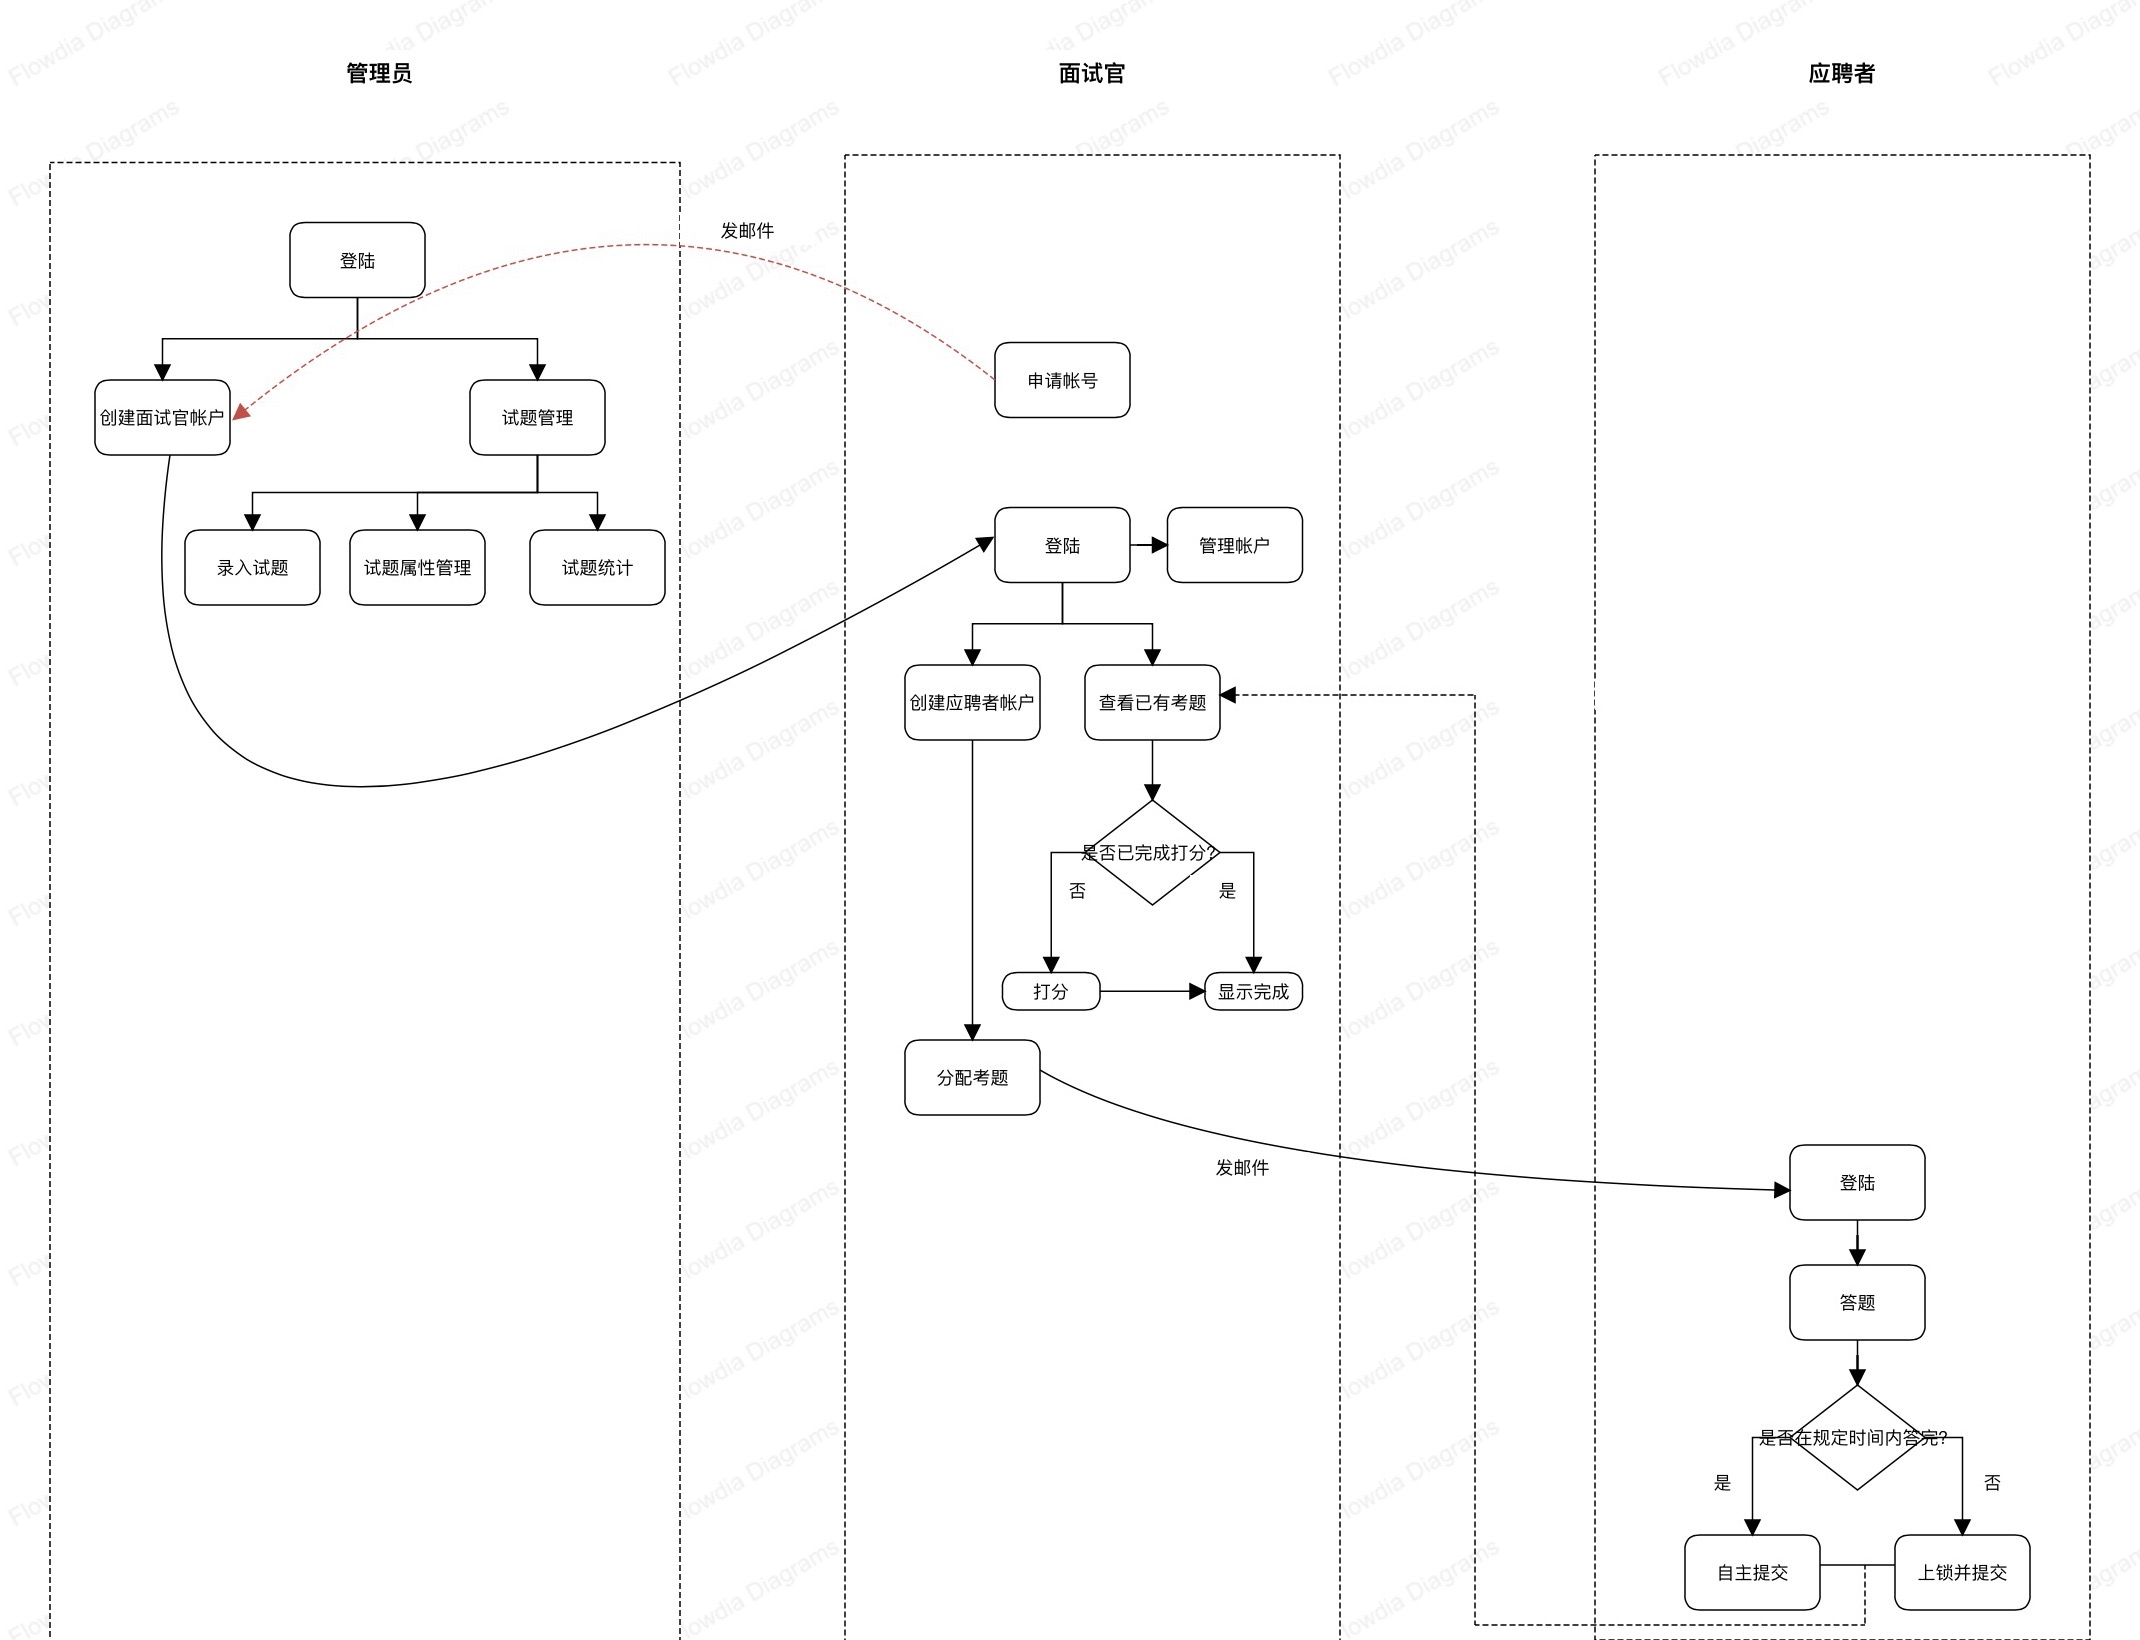 管理员
面试官
应聘者
发邮件
登陆
申请帐号
创建面试官帐户
试题管理
录入试题
试题属性管理
试题统计
登陆
管理帐户
创建应聘者帐户
查看已有考题
是否已完成打分?
否
是
打分
显示完成
分配考题
发邮件
登陆
答题
是否在规定时间内答完?
是
否
自主提交
上锁并提交
Flowdia Diagrams